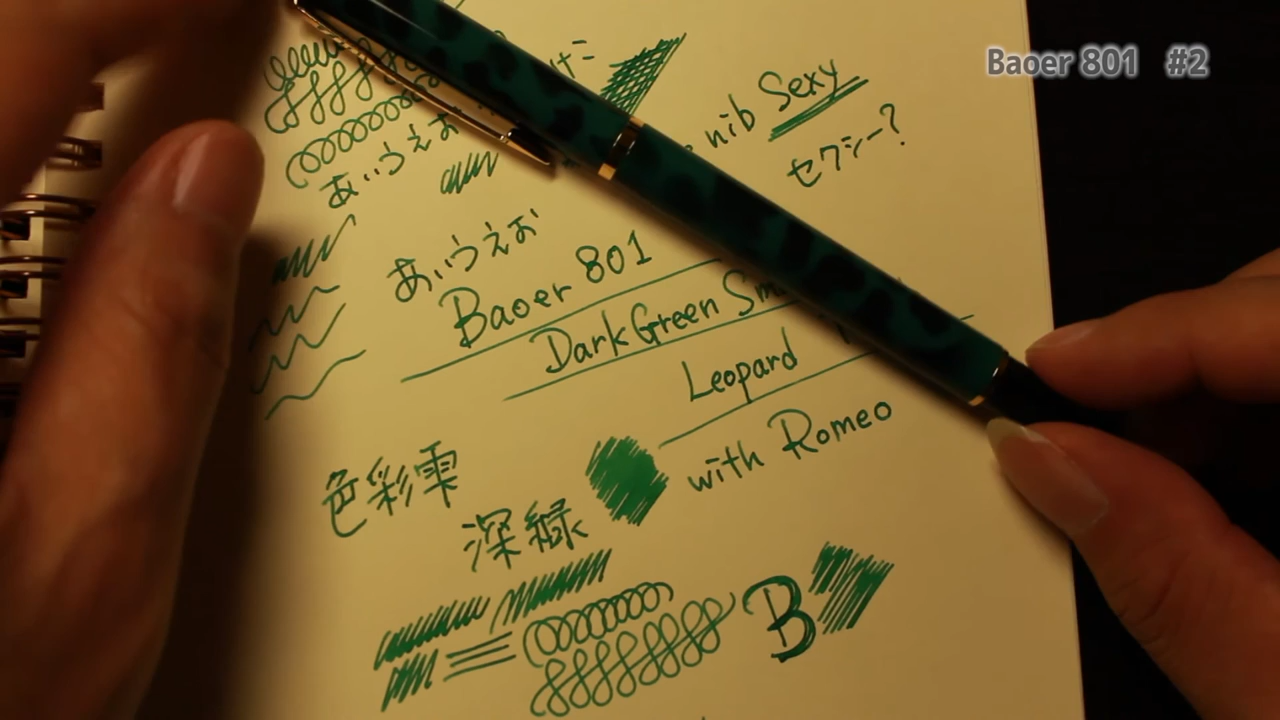 Baoer 801 #2
nib Sexy
セクシー?
あいうえお
あいうえお
Baoer 801
Dark Green
Leopard
with Romeo
色彩雫
深緑
B